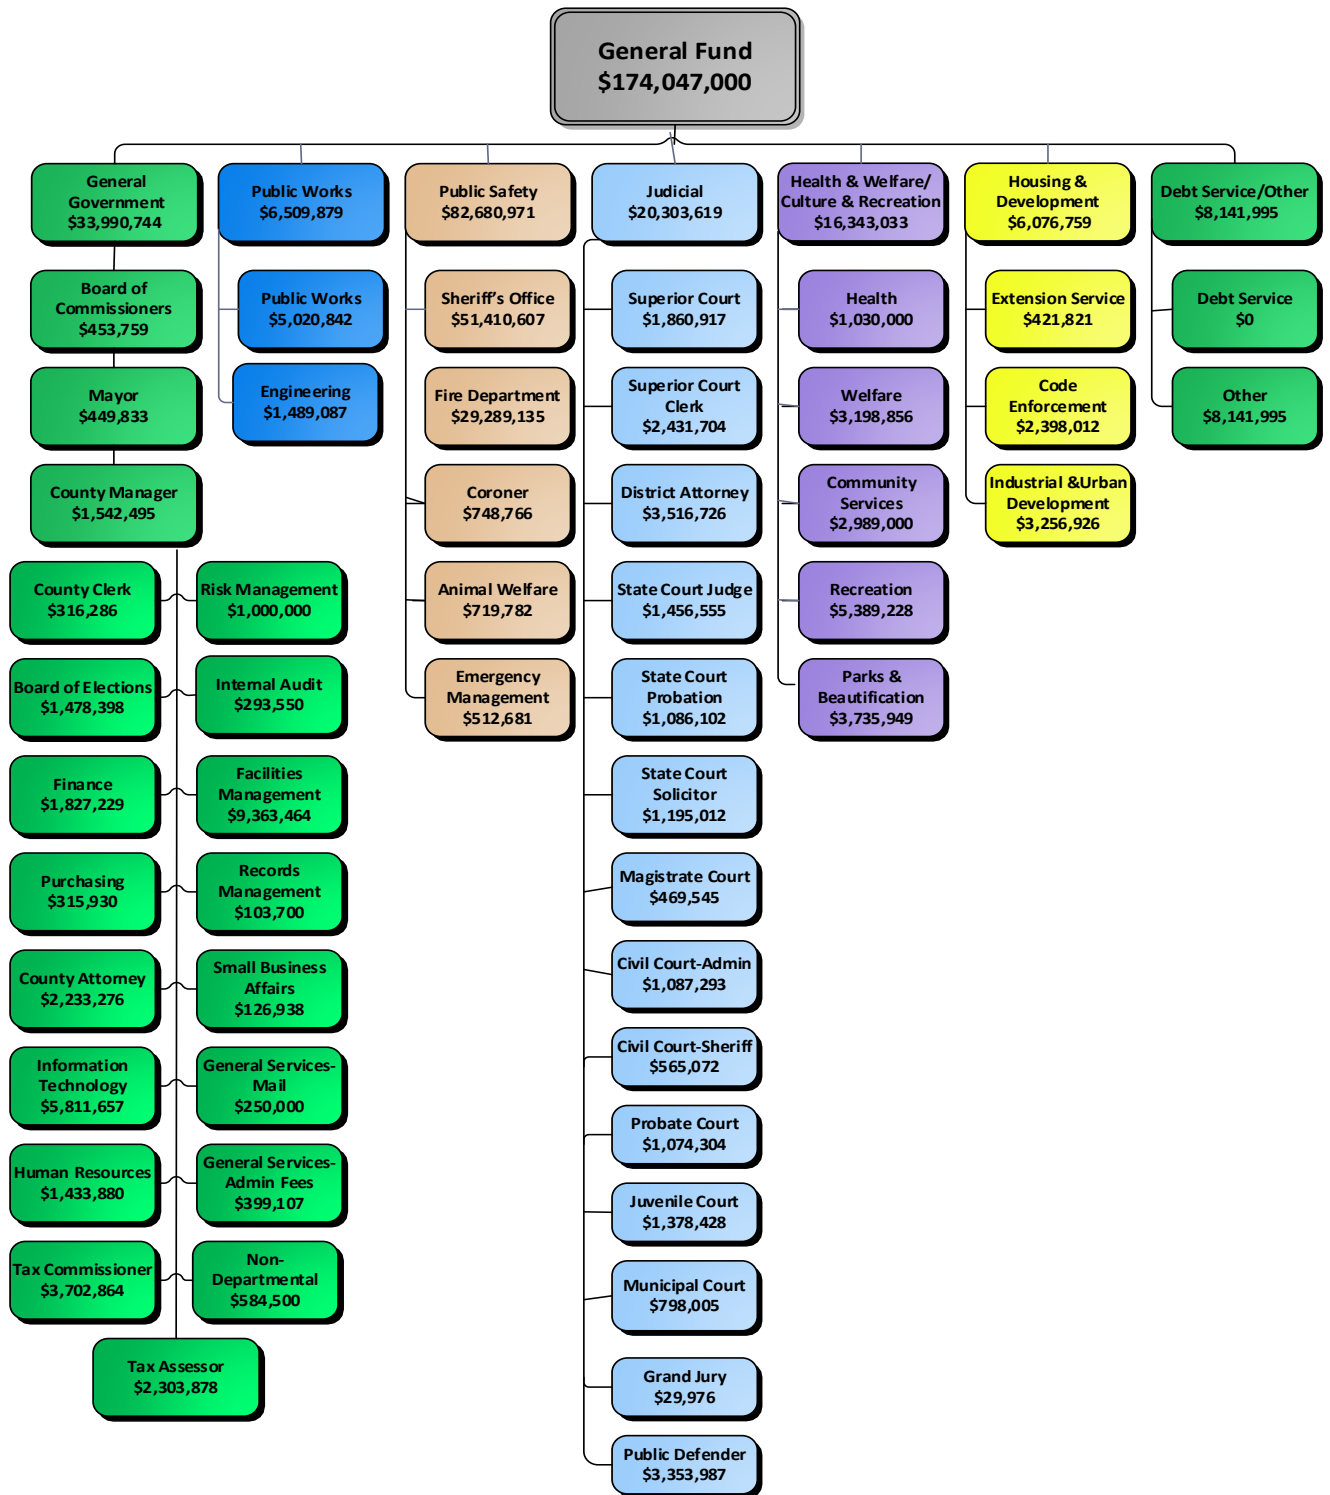 General Fund
$174,047,000
General
Government
$33,990,744
Public Works
$6,509,879
Public Safety
$82,680,971
Judicial
$20,303,619
Health & Welfare/
Culture & Recreation
$16,343,033
Housing &
Development
$6,076,759
Debt Service/Other
$8,141,995
Board of
Commissioners
$453,759
Mayor
$449,833
County Manager
$1,542,495
County Clerk
$316,286
Risk Management
$1,000,000
Board of Elections
$1,478,398
Internal Audit
$293,550
Finance
$1,827,229
Facilities
Management
$9,363,464
Purchasing
$315,930
Records
Management
$103,700
County Attorney
$2,233,276
Small Business
Affairs
$126,938
Information
Technology
$5,811,657
General Services-
Mail
$250,000
Human Resources
$1,433,880
General Services-
Admin Fees
$399,107
Tax Commissioner
$3,702,864
Non-
Departmental
$584,500
Tax Assessor
$2,303,878
Public Works
$5,020,842
Engineering
$1,489,087
Sheriff's Office
$51,410,607
Fire Department
$29,289,135
Coroner
$748,766
Animal Welfare
$719,782
Emergency
Management
$512,681
Superior Court
$1,860,917
Superior Court
Clerk
$2,431,704
District Attorney
$3,516,726
State Court Judge
$1,456,555
State Court
Probation
$1,086,102
State Court
Solicitor
$1,195,012
Magistrate Court
$469,545
Civil Court-Admin
$1,087,293
Civil Court-Sheriff
$565,072
Probate Court
$1,074,304
Juvenile Court
$1,378,428
Municipal Court
$798,005
Grand Jury
$29,976
Public Defender
$3,353,987
Health
$1,030,000
Welfare
$3,198,856
Community
Services
$2,989,000
Recreation
$5,389,228
Parks &
Beautification
$3,735,949
Extension Service
$421,821
Code
Enforcement
$2,398,012
Industrial &Urban
Development
$3,256,926
Debt Service
$0
Other
$8,141,995